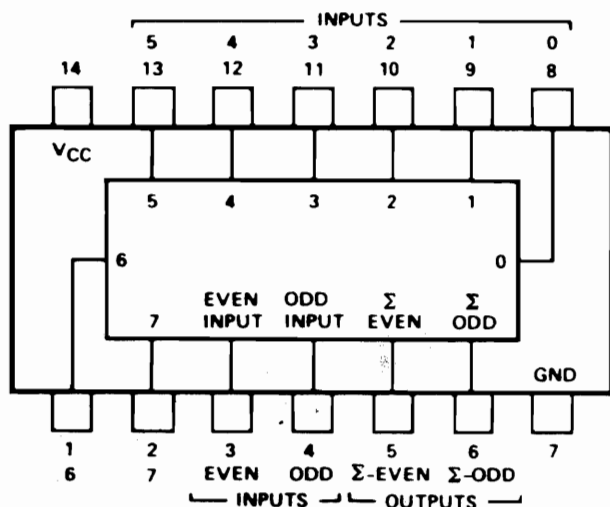 INPUTS
5 4 3 2 1 0
14 13 12 11 10 9 8
VCC
5 4 3 2 1
6 0
7 EVEN INPUT ODD INPUT Σ EVEN Σ ODD
GND
1 2 3 4 5 6 7
6 7 EVEN ODD Σ-EVEN Σ-ODD
INPUTS OUTPUTS